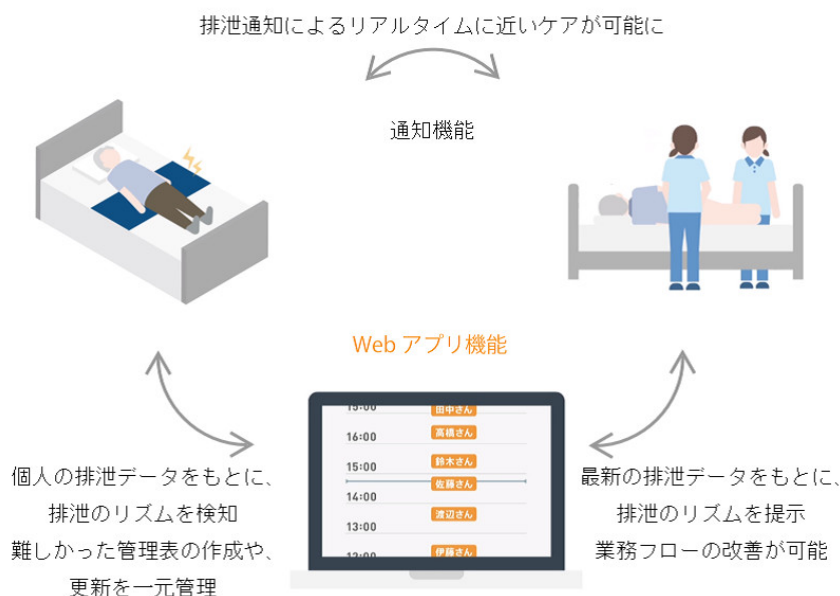 排泄通知によるリアルタイムに近いケアが可能に
通知機能
Web アプリ機能
15:00
田中さん
16:00
高橋さん
15:00
鈴木さん
佐藤さん
14:00
渡辺さん
13:00
12:00
伊藤さん
個人の排泄データをもとに、
排泄のリズムを検知
難しかった管理表の作成や、
更新を一元管理
最新の排泄データをもとに、
排泄のリズムを提示
業務フローの改善が可能